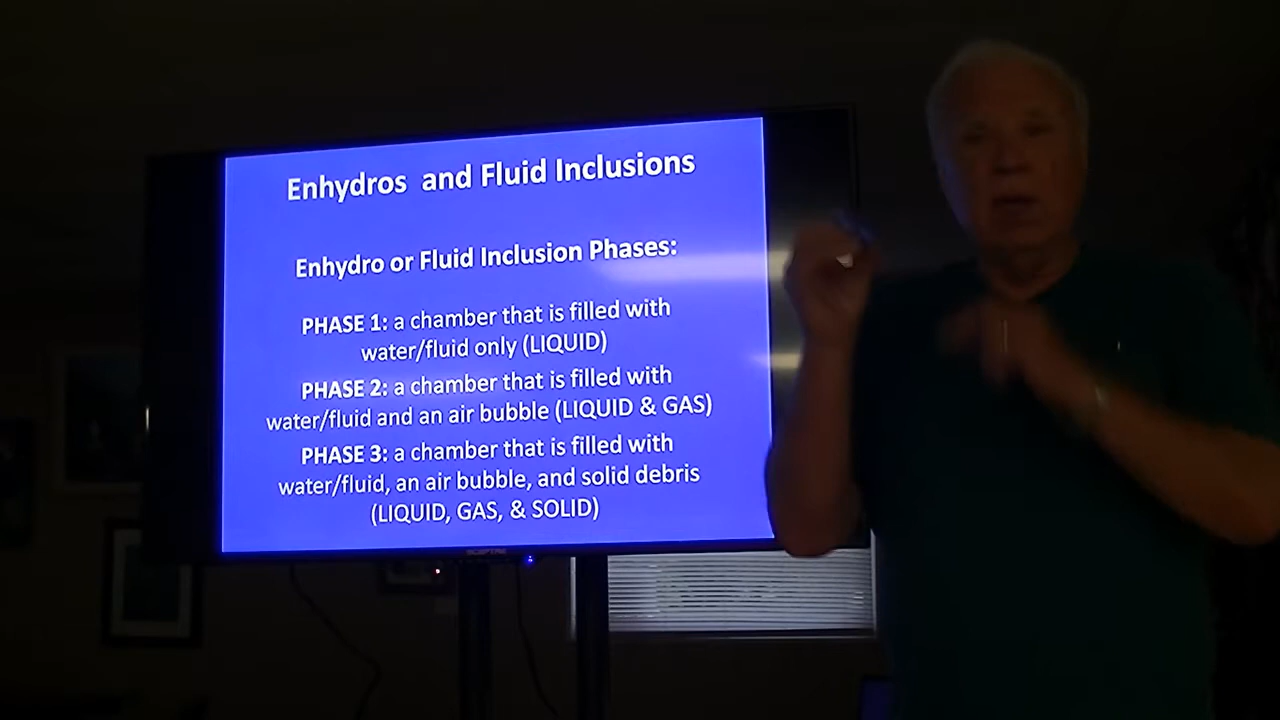 Enhydros and Fluid Inclusions
Enhydro or Fluid Inclusion Phases:
PHASE 1: a chamber that is filled with
water/fluid only (LIQUID)
PHASE 2: a chamber that is filled with
water/fluid and an air bubble (LIQUID & GAS)
PHASE 3: a chamber that is filled with
water/fluid, an air bubble, and solid debris
(LIQUID, GAS, & SOLID)
SCEPTRE